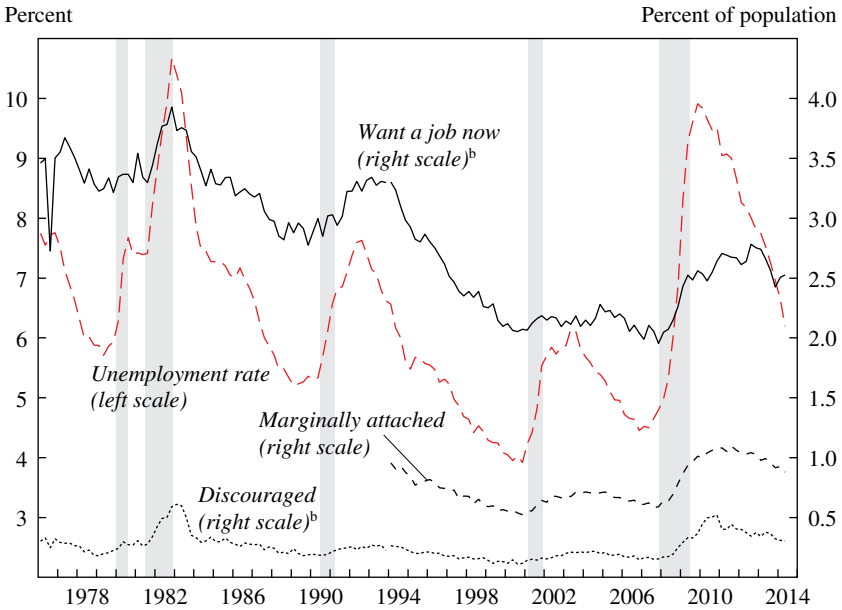 Percent
Percent of population
10
9
8
7
6
5
4
3
4.0
3.5
3.0
2.5
2.0
1.5
1.0
0.5
Want a job now
(right scale)ᵇ
Unemployment rate
(left scale)
Marginally attached
(right scale)
Discouraged
(right scale)ᵇ
1978 1982 1986 1990 1994 1998 2002 2006 2010 2014